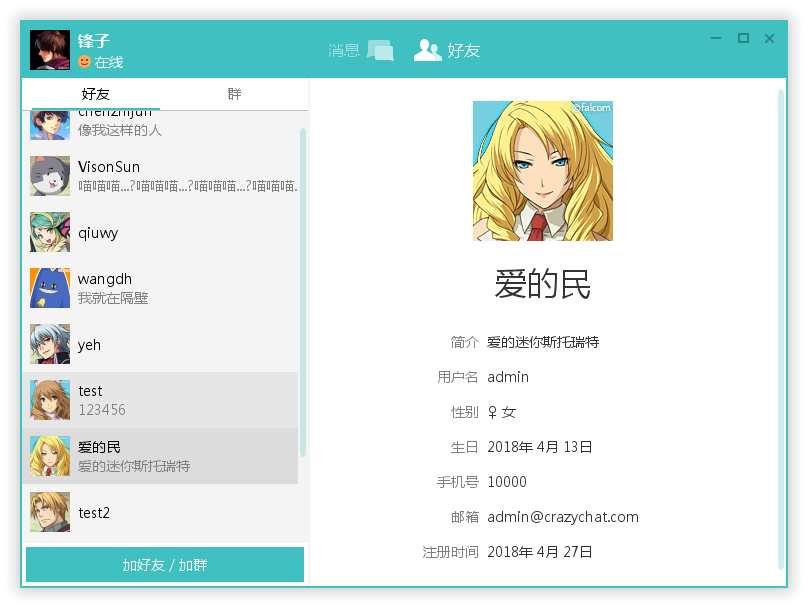 锋子
在线
消息
好友
好友
群
chenzhijun
像我这样的人
VisonSun
喵喵喵...?喵喵喵...?喵喵喵...?喵喵喵.
qiuwy
wangdh
我就在隔壁
yeh
test
123456
爱的民
爱的迷你斯托瑞特
test2
加好友 / 加群
©falcom
爱的民
简介 爱的迷你斯托瑞特
用户名 admin
性别 ♀ 女
生日 2018年 4月 13日
手机号 10000
邮箱 admin@crazychat.com
注册时间 2018年 4月 27日